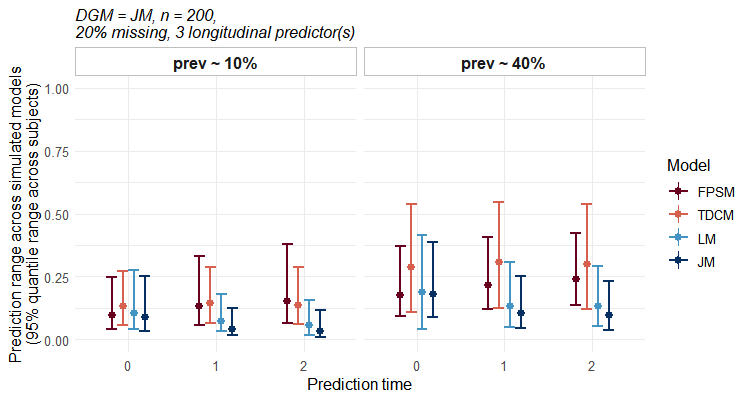 DGM = JM, n = 200,
20% missing, 3 longitudinal predictor(s)
prev ~ 10%
prev ~ 40%
Prediction range across simulated models
(95% quantile range across subjects)
1.00
0.75
0.50
0.25
0.00
0
1
2
0
1
2
Prediction time
Model
FPSM
TDCM
LM
JM